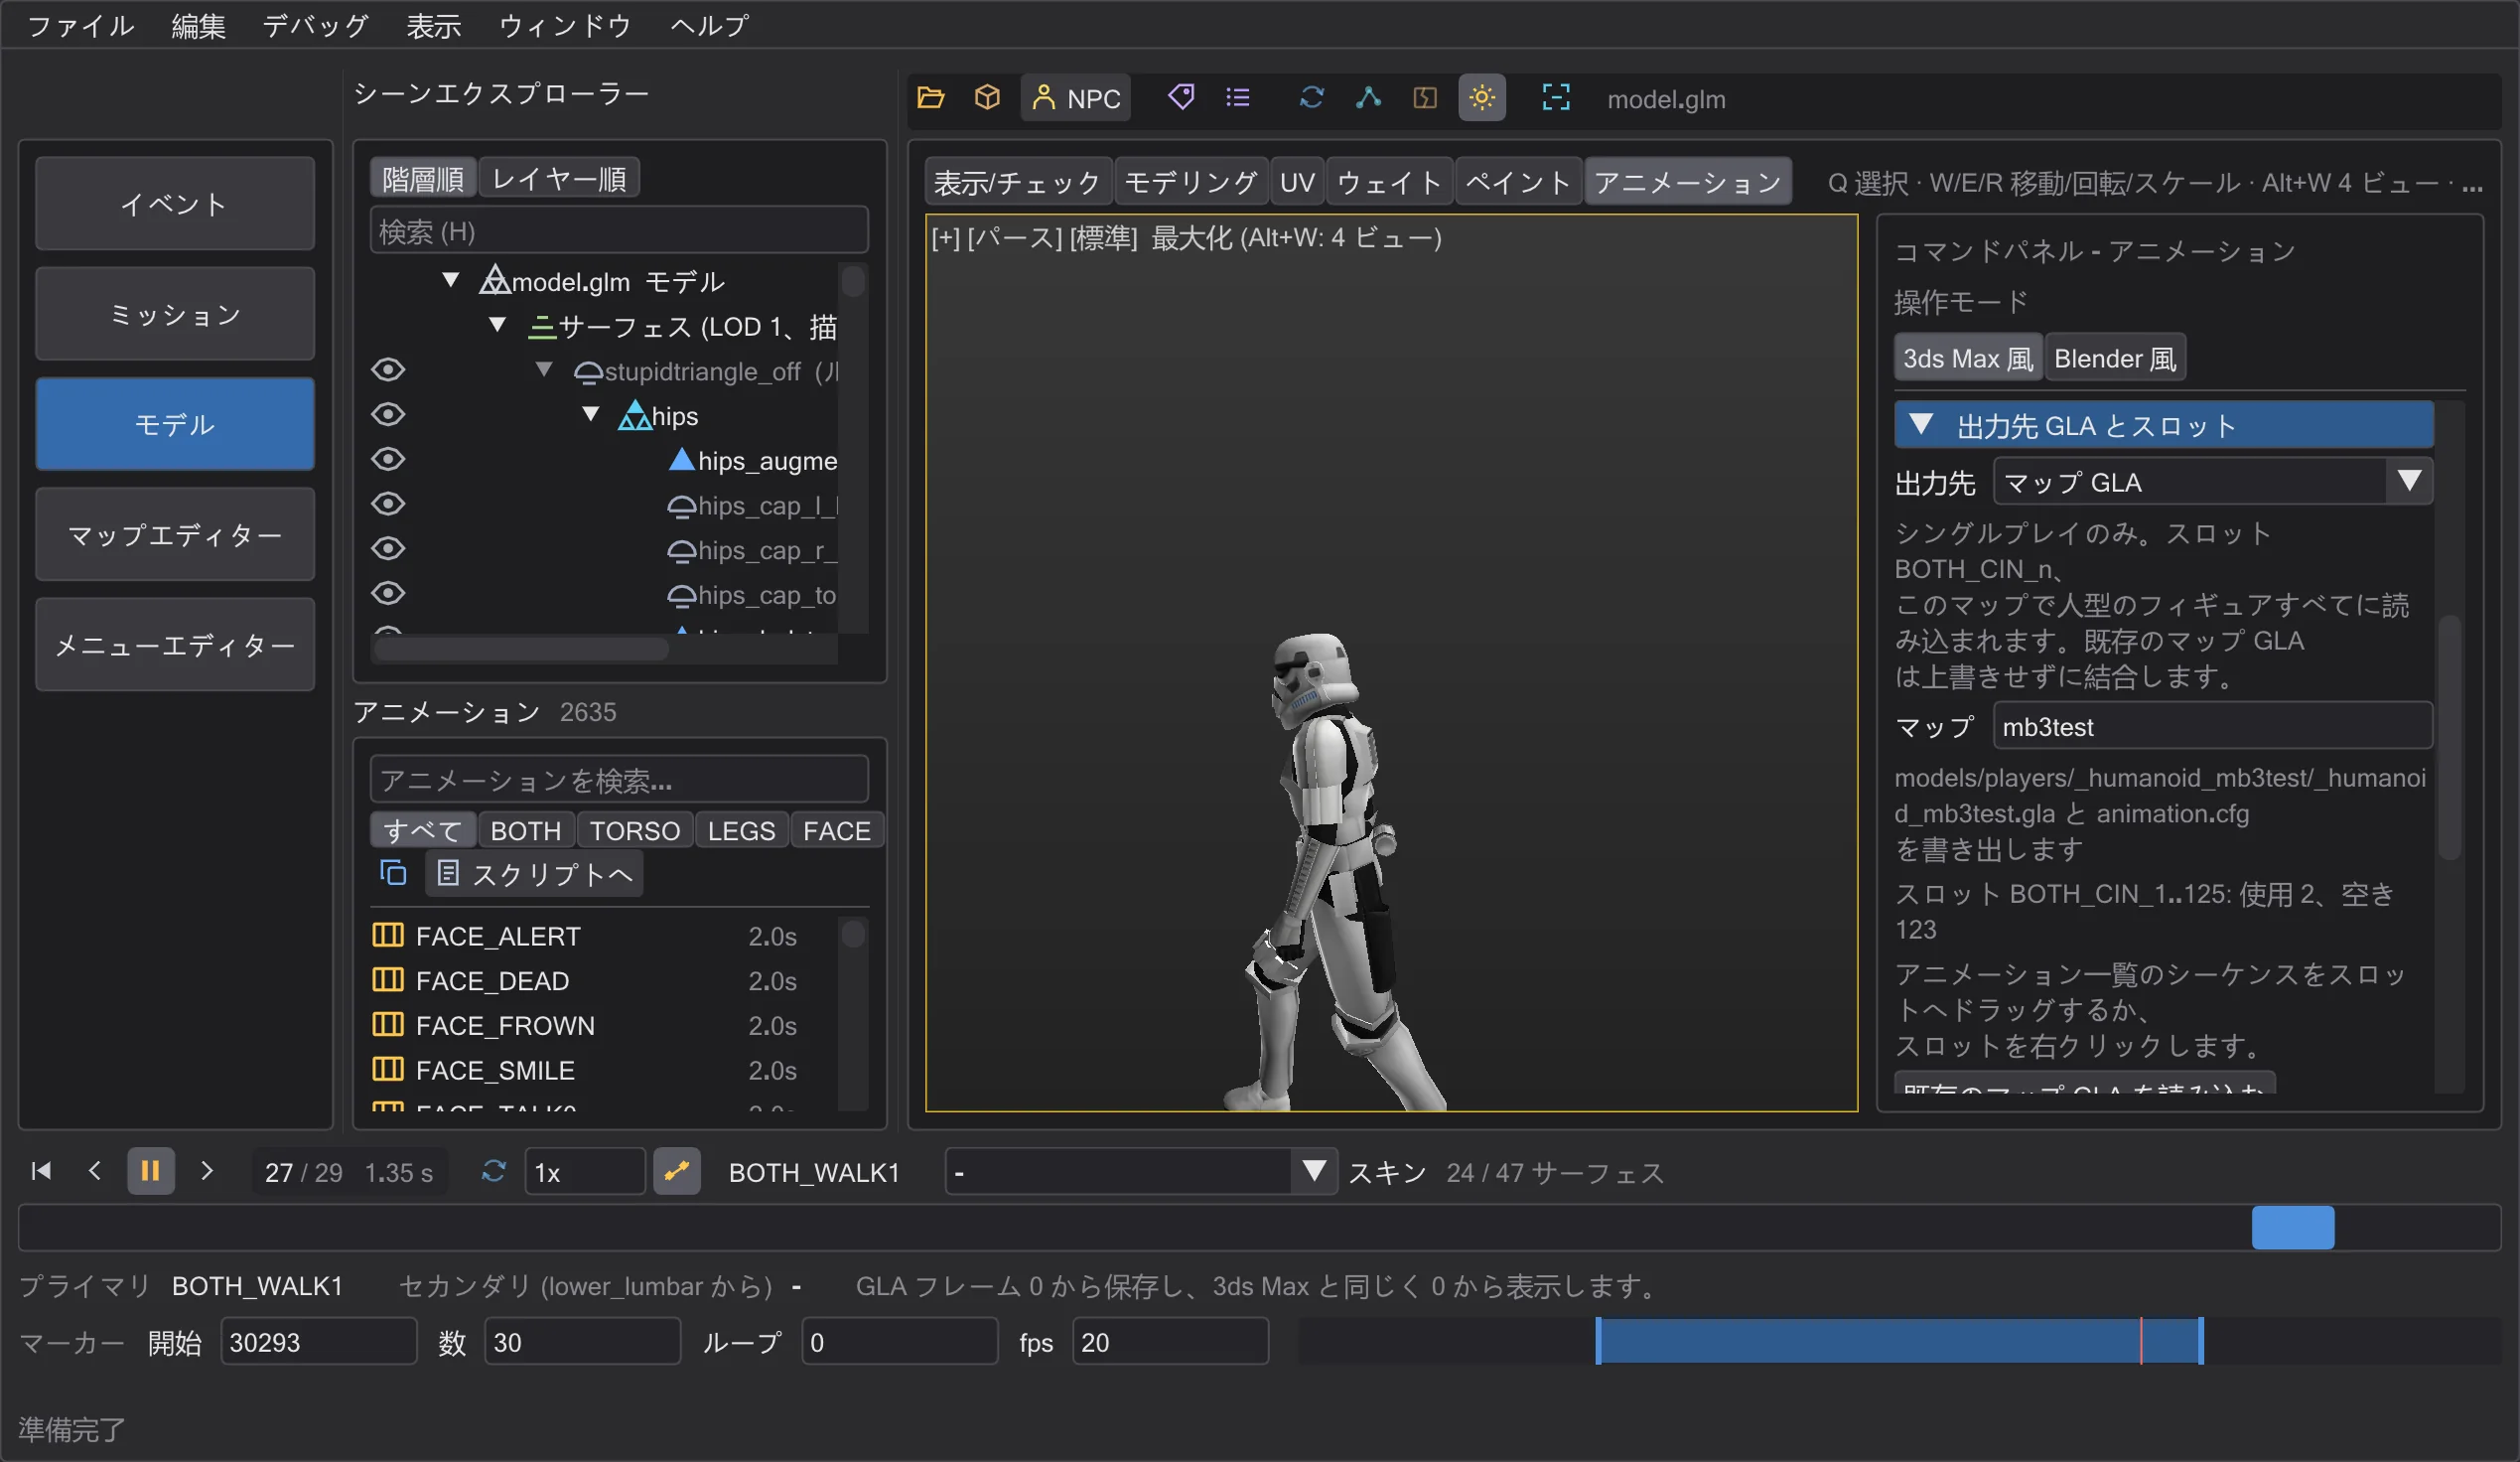 ファイル 編集 デバッグ 表示 ウィンドウ ヘルプ
シーンエクスプローラー
NPC
model.glm
イベント
ミッション
モデル
マップエディター
メニューエディター
階層順 レイヤー順
検索 (H)
model.glm モデル
サーフェス (LOD 1、描
stupidtriangle_off
hips
hips_augme
hips_cap_l_
hips_cap_r_
hips_cap_to
アニメーション 2635
アニメーションを検索...
すべて BOTH TORSO LEGS FACE
スクリプトへ
FACE_ALERT 2.0s
FACE_DEAD 2.0s
FACE_FROWN 2.0s
FACE_SMILE 2.0s
表示/チェック モデリング UV ウェイト ペイント アニメーション
Q 選択 · W/E/R 移動/回転/スケール · Alt+W 4 ビュー · ...
[+] [パース] [標準] 最大化 (Alt+W: 4 ビュー)
コマンドパネル - アニメーション
操作モード
3ds Max 風 Blender 風
出力先 GLA とスロット
出力先 マップ GLA
シングルプレイのみ。スロット
BOTH_CIN_n、
このマップで人型のフィギュアすべてに読
み込まれます。既存のマップ GLA
は上書きせずに結合します。
マップ mb3test
models/players/_humanoid_mb3test/_humanoi
d_mb3test.gla と animation.cfg
を書き出します
スロット BOTH_CIN_1..125: 使用 2、空き
123
アニメーション一覧のシーケンスをスロッ
トへドラッグするか、
スロットを右クリックします。
既存のマップ GLA を読み込む
27 / 29 1.35 s 1x BOTH_WALK1 - スキン 24 / 47 サーフェス
プライマリ BOTH_WALK1 セカンダリ (lower_lumbar から) - GLA フレーム 0 から保存し、3ds Max と同じく 0 から表示します。
マーカー 開始 30293 数 30 ループ 0 fps 20
準備完了